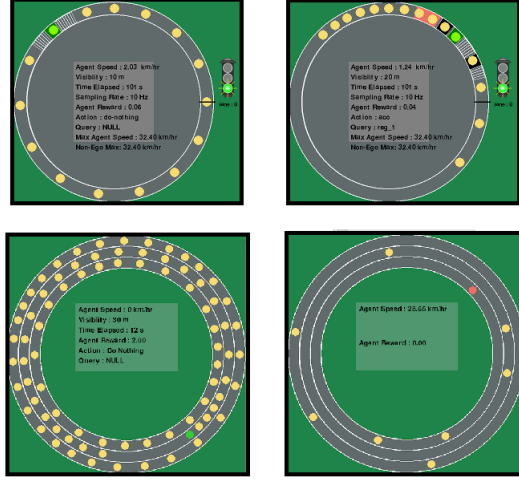 Agent Speed : 2.03 km/hr
Visibility : 10 m
Time Elapsed : 101 s
Sampling Rate : 10 Hz
Agent Reward : 0.06
Action : do-nothing
Query : NULL
Max Agent Speed : 32.40 km/hr
Non-Ego Max: 32.40 km/hr
Agent Speed : 1.24 km/hr
Visibility : 20 m
Time Elapsed : 101 s
Sampling Rate : 10 Hz
Agent Reward : 0.04
Action : acc
Query : reg_1
Max Agent Speed : 32.40 km/hr
Non-Ego Max: 32.40 km/hr
Agent Speed : 0 km/hr
Visibility : 30 m
Time Elapsed : 12 s
Agent Reward : 2.00
Action : Do Nothing
Query : NULL
Agent Speed : 25.65 km/hr
Agent Reward : 0.00